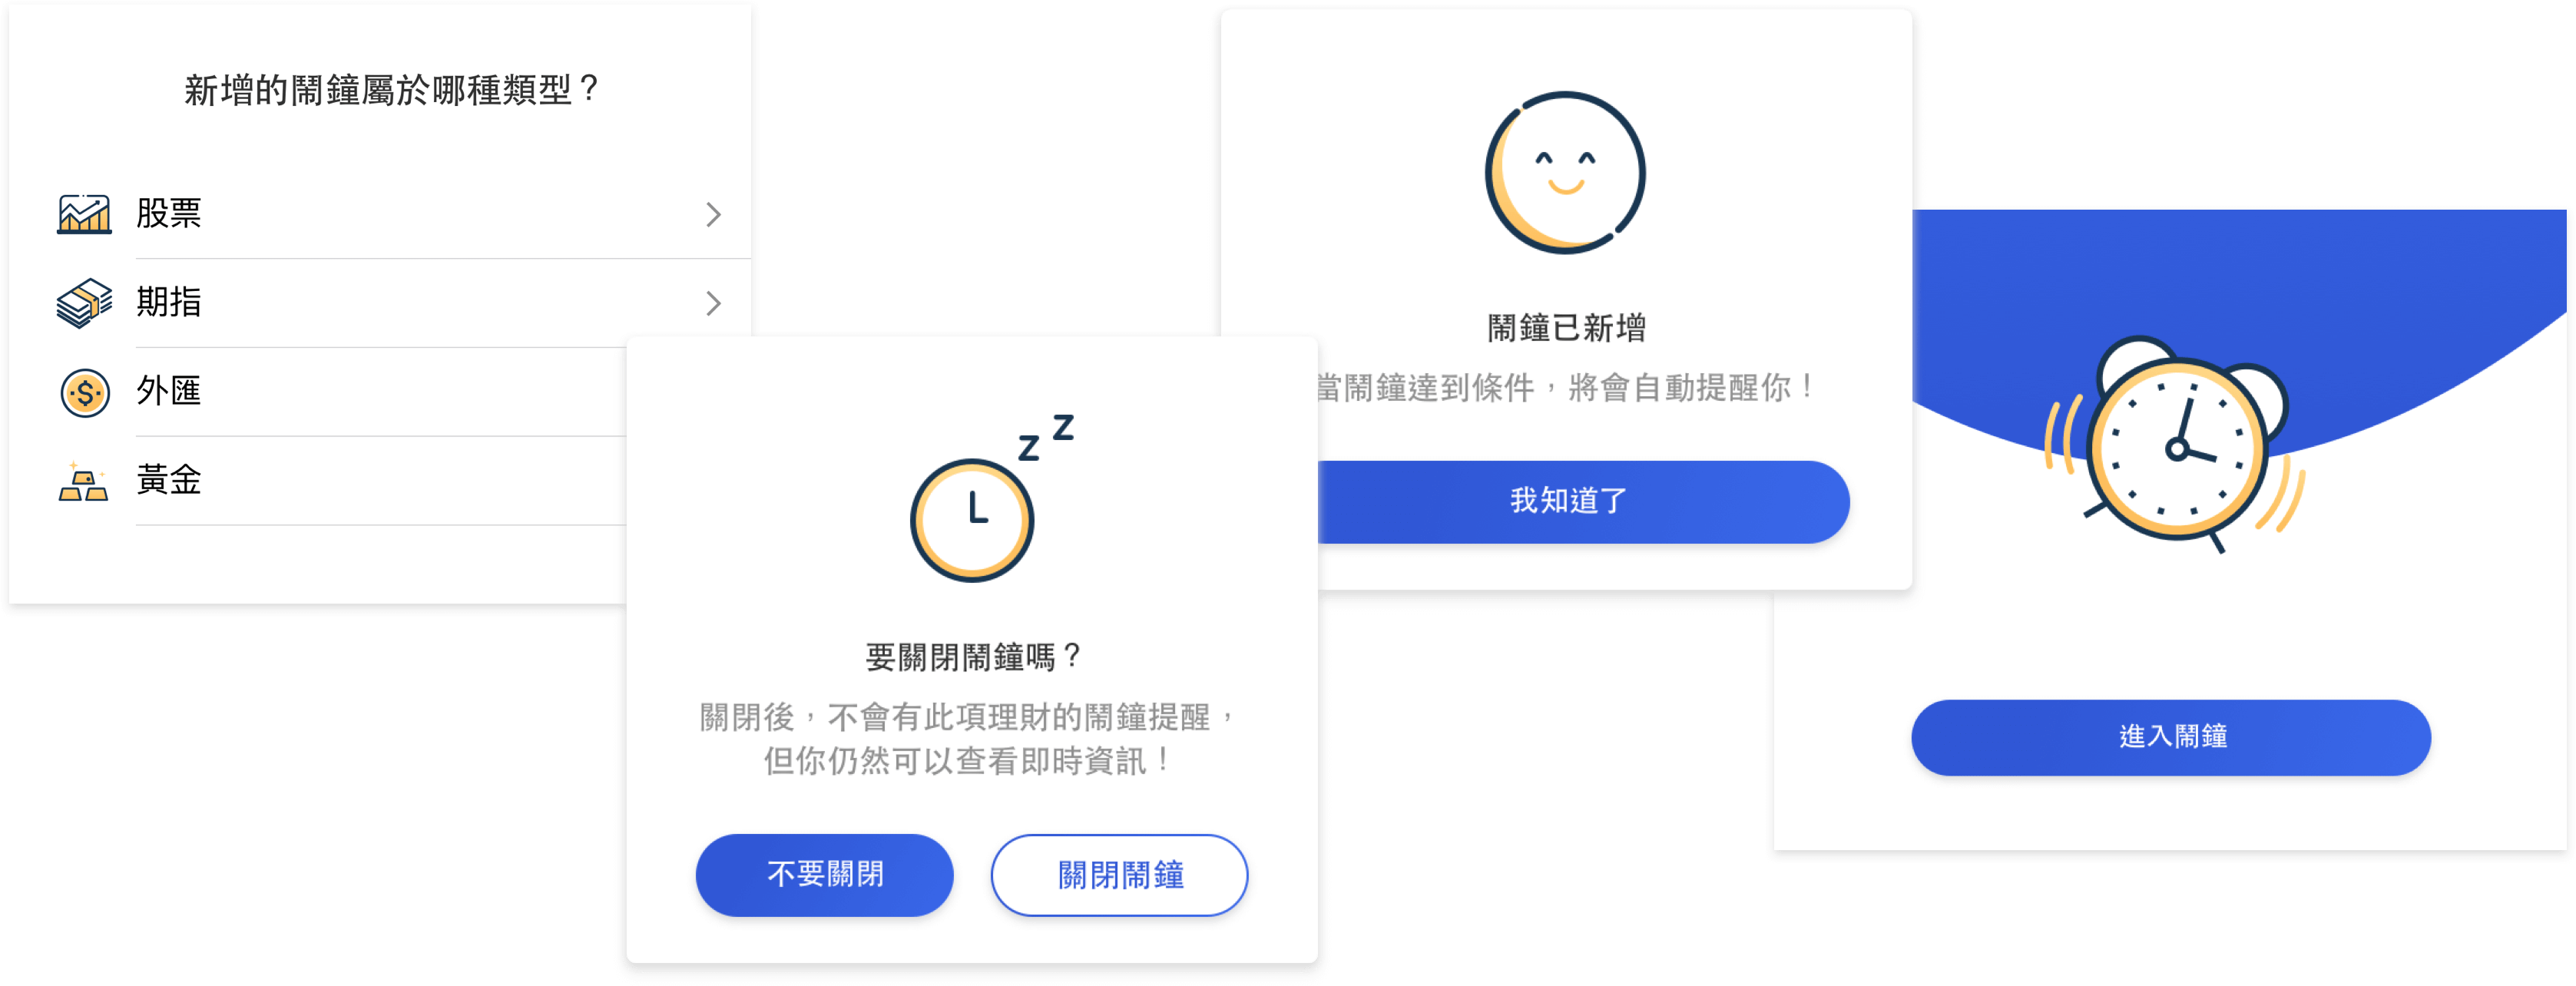 新增的鬧鐘屬於哪種類型？
股票
期指
外匯
黃金
z z
要關閉鬧鐘嗎？
關閉後，不會有此項理財的鬧鐘提醒，
但你仍然可以查看即時資訊！
不要關閉
關閉鬧鐘
鬧鐘已新增
當鬧鐘達到條件，將會自動提醒你！
我知道了
進入鬧鐘